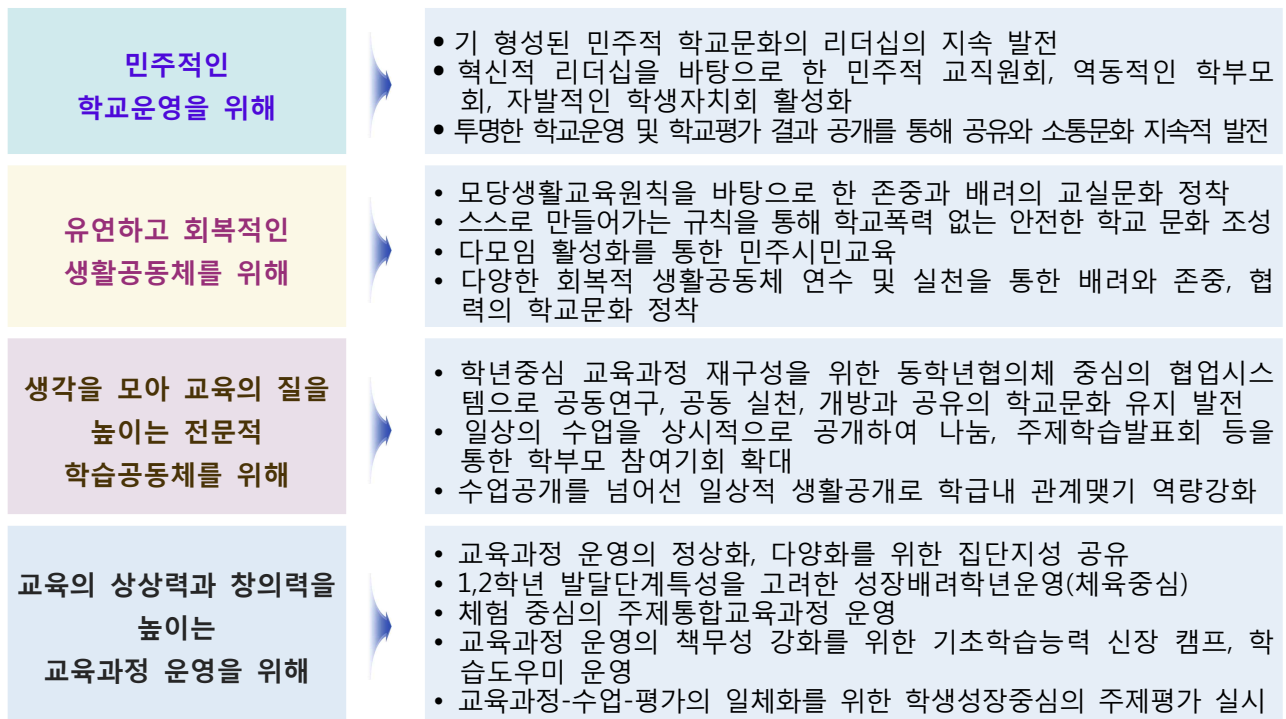 민주적인
학교운영을 위해
• 기 형성된 민주적 학교문화의 리더십의 지속 발전
• 혁신적 리더십을 바탕으로 한 민주적 교직원회, 역동적인 학부모
회, 자발적인 학생자치회 활성화
• 투명한 학교운영 및 학교평가 결과 공개를 통해 공유와 소통문화 지속적 발전
유연하고 회복적인
생활공동체를 위해
• 모당생활교육원칙을 바탕으로 한 존중과 배려의 교실문화 정착
• 스스로 만들어가는 규칙을 통해 학교폭력 없는 안전한 학교 문화 조성
• 다모임 활성화를 통한 민주시민교육
• 다양한 회복적 생활공동체 연수 및 실천을 통한 배려와 존중, 협
력의 학교문화 정착
생각을 모아 교육의 질을
높이는 전문적
학습공동체를 위해
• 학년중심 교육과정 재구성을 위한 동학년협의체 중심의 협업시스
템으로 공동연구, 공동 실천, 개방과 공유의 학교문화 유지 발전
• 일상의 수업을 상시적으로 공개하여 나눔, 주제학습발표회 등을
통한 학부모 참여기회 확대
• 수업공개를 넘어선 일상적 생활공개로 학급내 관계맺기 역량강화
교육의 상상력과 창의력을
높이는
교육과정 운영을 위해
• 교육과정 운영의 정상화, 다양화를 위한 집단지성 공유
• 1,2학년 발달단계특성을 고려한 성장배려학년운영(체육중심)
• 체험 중심의 주제통합교육과정 운영
• 교육과정 운영의 책무성 강화를 위한 기초학습능력 신장 캠프, 학
습도우미 운영
• 교육과정-수업-평가의 일체화를 위한 학생성장중심의 주제평가 실시